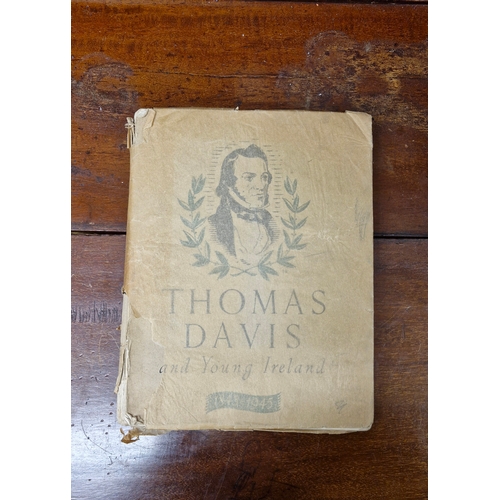 THOMAS
DAVIS
and Young Ireland
1845-1945